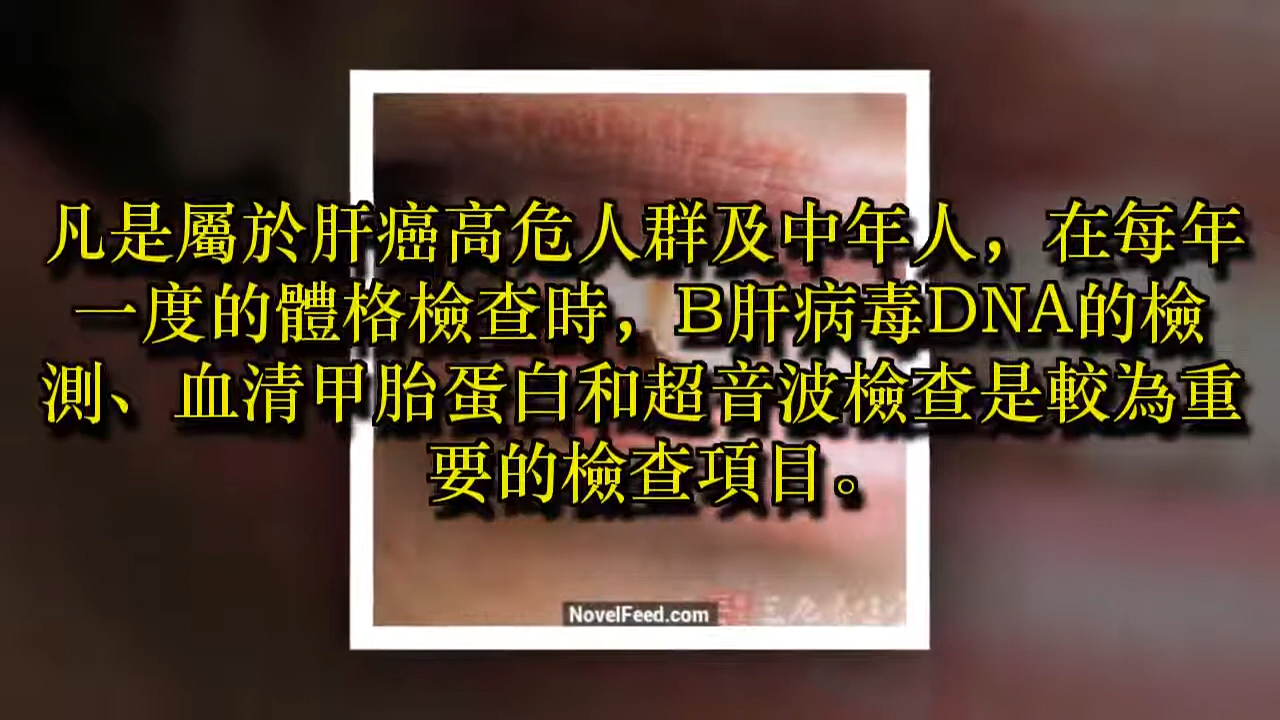 凡是屬於肝癌高危人群及中年人，在每年
一度的體格檢查時，B肝病毒DNA的檢
測、血清甲胎蛋白和超音波檢查是較為重
要的檢查項目。
NovelFeed.com